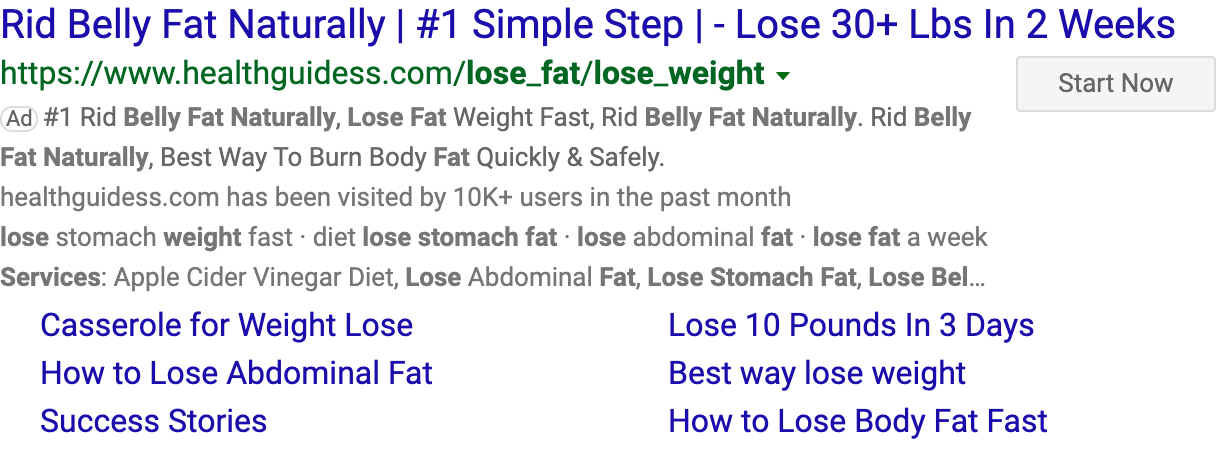 Rid Belly Fat Naturally | #1 Simple Step | - Lose 30+ Lbs In 2 Weeks
https://www.healthguidess.com/lose_fat/lose_weight
Start Now
Ad #1 Rid Belly Fat Naturally, Lose Fat Weight Fast, Rid Belly Fat Naturally. Rid Belly
Fat Naturally, Best Way To Burn Body Fat Quickly & Safely.
healthguidess.com has been visited by 10K+ users in the past month
lose stomach weight fast · diet lose stomach fat · lose abdominal fat · lose fat a week
Services: Apple Cider Vinegar Diet, Lose Abdominal Fat, Lose Stomach Fat, Lose Bel...
Casserole for Weight Lose
Lose 10 Pounds In 3 Days
How to Lose Abdominal Fat
Best way lose weight
Success Stories
How to Lose Body Fat Fast